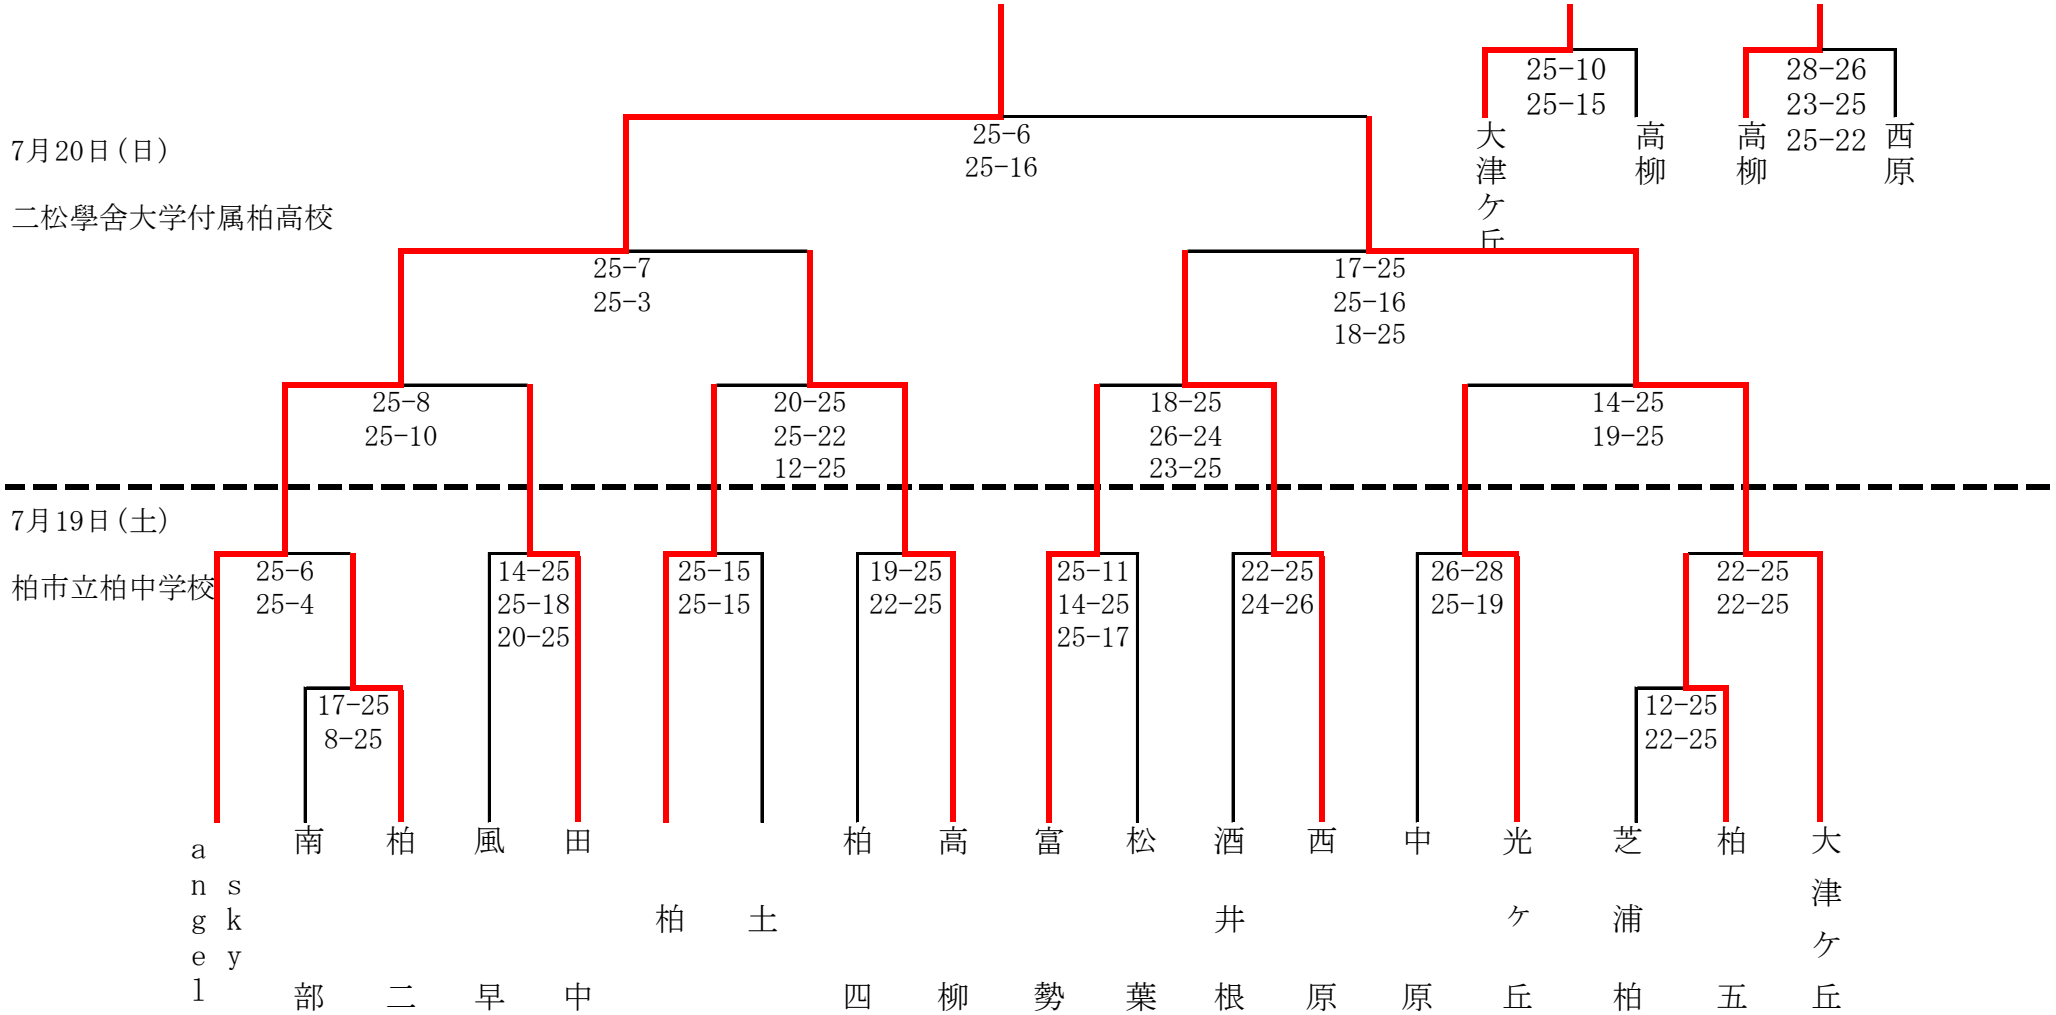 25-10
25-15
28-26
23-25
25-22
大津ケ丘
高柳
高柳
西原
7月20日(日)
二松學舎大学付属柏高校
25-6
25-16
25-7
25-3
17-25
25-16
18-25
25-8
25-10
20-25
25-22
12-25
18-25
26-24
23-25
14-25
19-25
7月19日(土)
柏市立柏中学校
25-6
25-4
14-25
25-18
20-25
25-15
25-15
19-25
22-25
25-11
14-25
25-17
22-25
24-26
26-28
25-19
22-25
22-25
17-25
8-25
12-25
22-25
angel
sky
南部
柏二
風早
田中
柏
土
柏四
高柳
富勢
松葉
酒井根
西原
中原
光ケ丘
芝浦柏
柏五
大津ケ丘